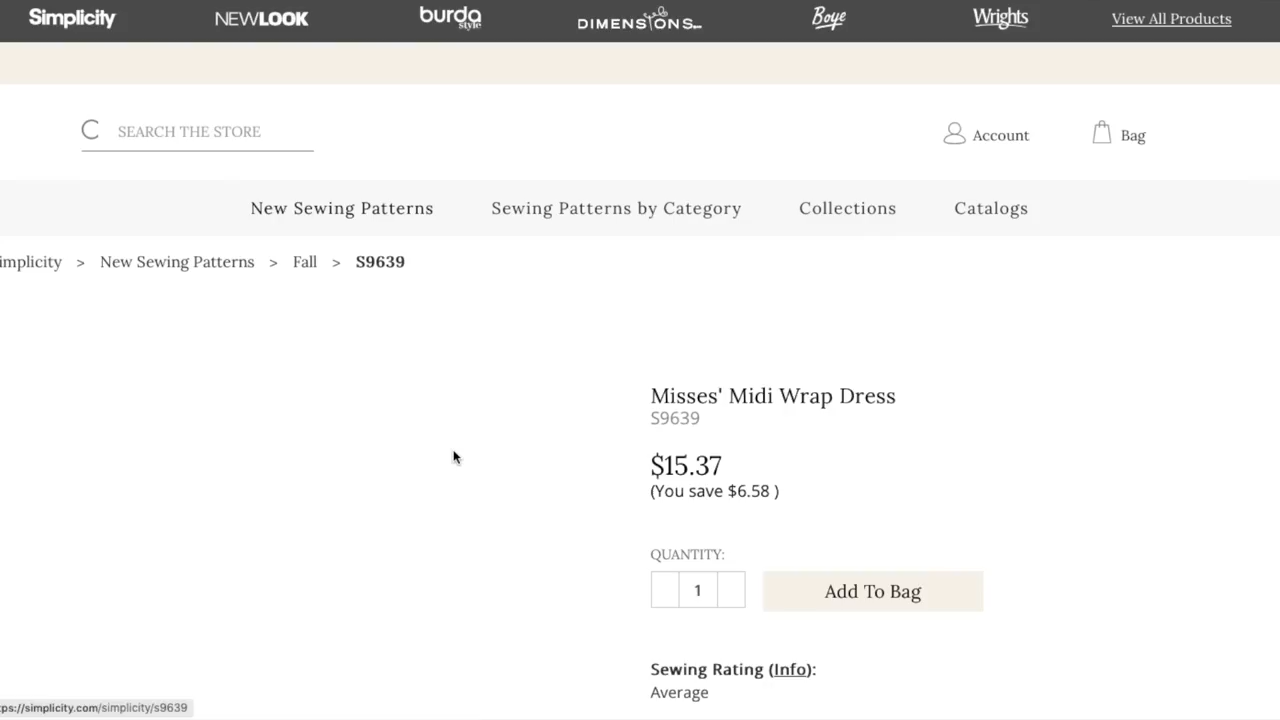 Simplicity NEWLOOK burda style DIMENSIONS Boye Wrights View All Products
SEARCH THE STORE
Account Bag
New Sewing Patterns Sewing Patterns by Category Collections Catalogs
implicity > New Sewing Patterns > Fall > S9639
Misses' Midi Wrap Dress
S9639
$15.37
(You save $6.58 )
QUANTITY:
1 Add To Bag
Sewing Rating (Info):
Average
tps://simplicity.com/simplicity/s9639